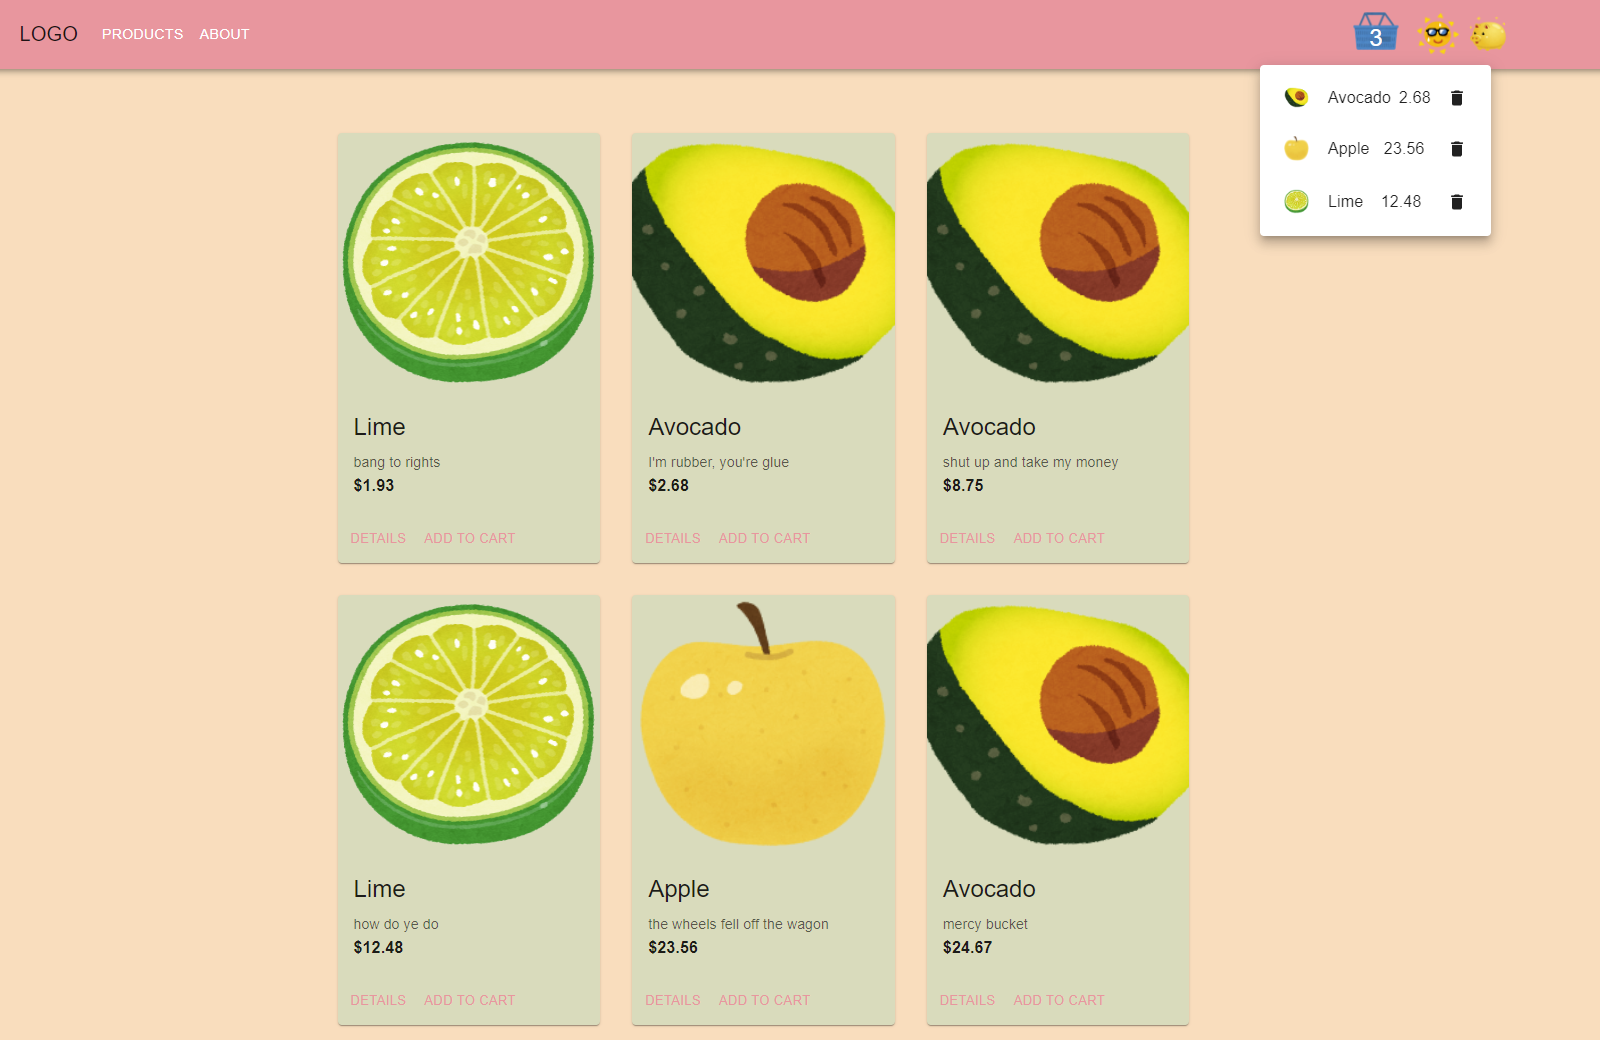 LOGO PRODUCTS ABOUT 3
Avocado 2.68
Apple 23.56
Lime 12.48
Lime
bang to rights
$1.93
DETAILS ADD TO CART
Avocado
I'm rubber, you're glue
$2.68
DETAILS ADD TO CART
Avocado
shut up and take my money
$8.75
DETAILS ADD TO CART
Lime
how do ye do
$12.48
DETAILS ADD TO CART
Apple
the wheels fell off the wagon
$23.56
DETAILS ADD TO CART
Avocado
mercy bucket
$24.67
DETAILS ADD TO CART